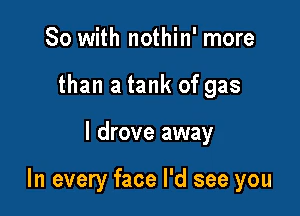 So with nothin' more
than a tank of gas
I drove away
In every face I'd see you